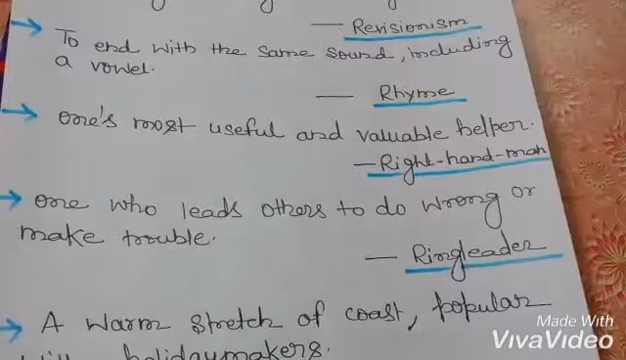 — Revisionism
→ To end with the same sound, including
a vowel.
— Rhyme
→ One's most useful and valuable helper.
— Right-hand-man
→ One who leads others to do wrong or
make trouble.
— Ringleader
→ A warm stretch of coast, popular
holidaymakers.
Made With
VivaVideo